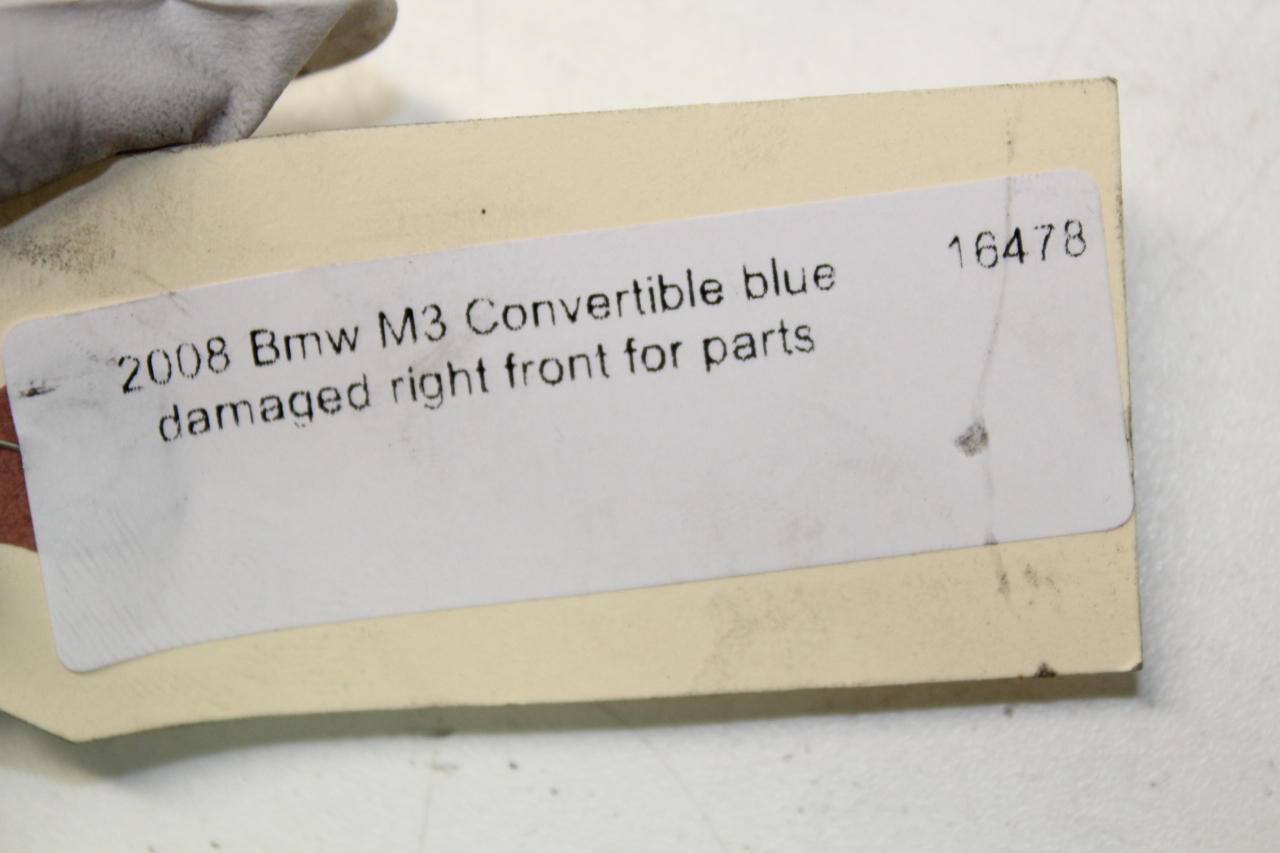 16478
2008 Bmw M3 Convertible blue
damaged right front for parts